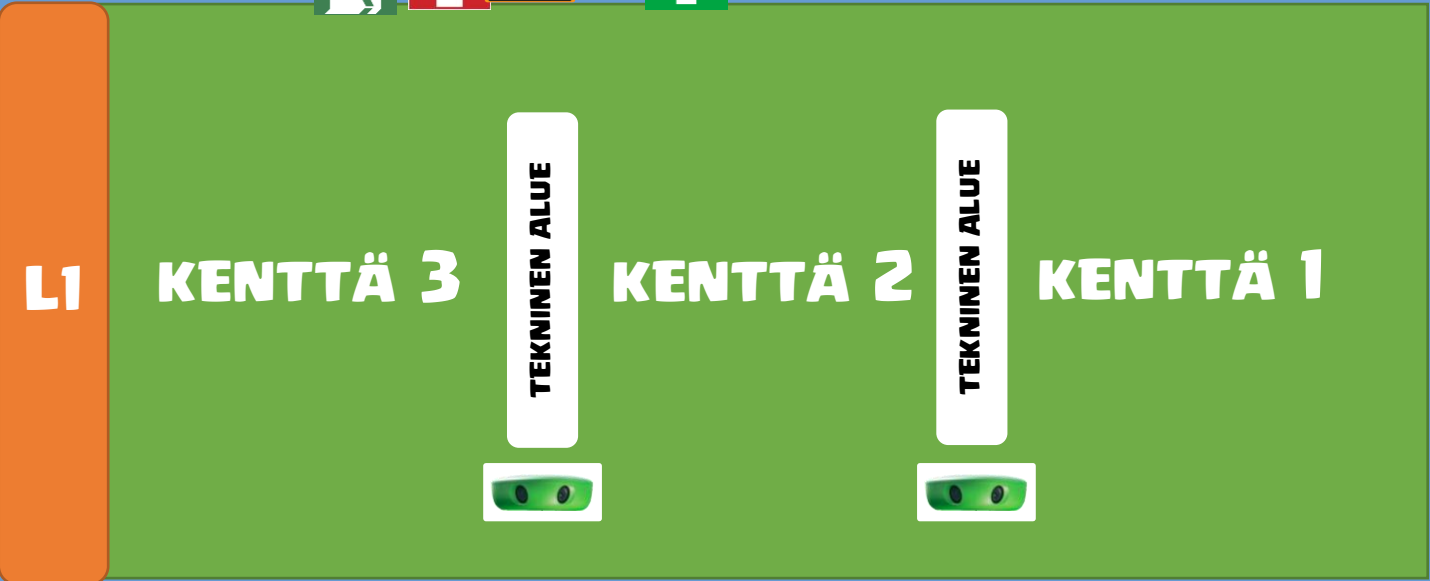 L1
KENTTÄ 3
TEKNINEN ALUE
KENTTÄ 2
TEKNINEN ALUE
KENTTÄ 1